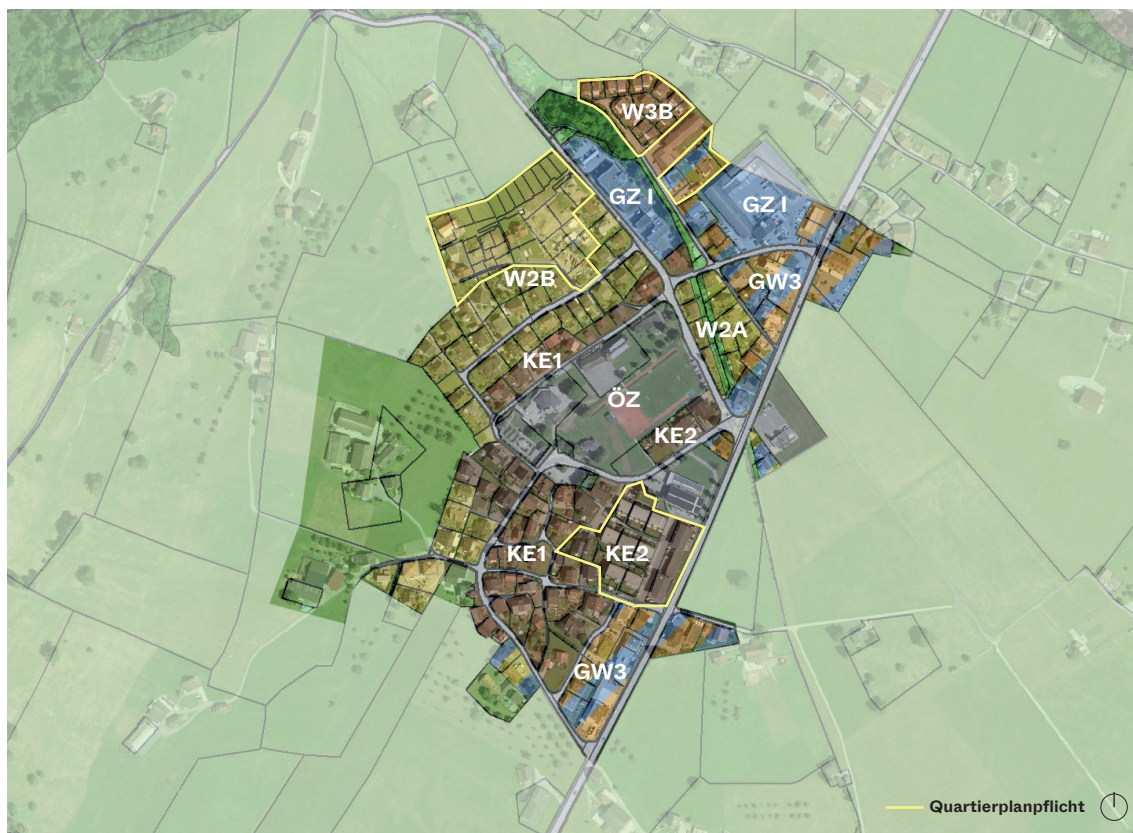 W3B
GZ I
GZ I
W2B
GW3
W2A
KE1
ÖZ
KE2
KE1
KE2
GW3
Quartierplanpflicht